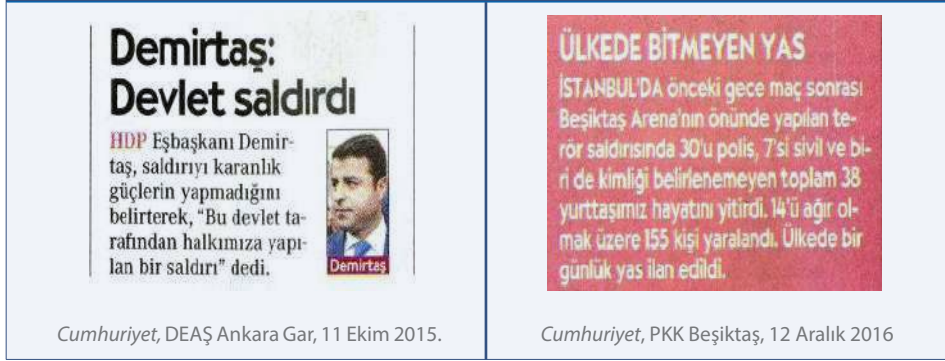 Demirtaş:
Devlet saldırdı
HDP Eşbaşkanı Demir-
taş, saldırıyı karanlık
güçlerin yapmadığını
belirterek, “Bu devlet ta-
rafından halkımıza yapı-
lan bir saldırı” dedi.
Demirtaş
Cumhuriyet, DEAŞ Ankara Gar, 11 Ekim 2015.
ÜLKEDE BİTMEYEN YAS
İSTANBUL'DA önceki gece maç sonrası
Beşiktaş Arena'nın önünde yapılan te-
rör saldırısında 30'u polis, 7'si sivil ve bi-
ri de kimliği belirlenemeyen toplam 38
yurttaşımız hayatını yitirdi. 14'ü ağır ol-
mak üzere 155 kişi yaralandı. Ülkede bir
günlük yas ilan edildi.
Cumhuriyet, PKK Beşiktaş, 12 Aralık 2016